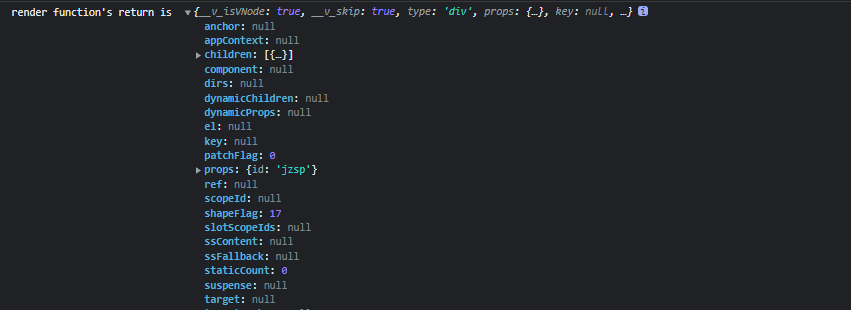 render function's return is ▼{__v_isVNode: true, __v_skip: true, type: 'div', props: {…}, key: null, …} i
anchor: null
appContext: null
▶children: [{…}]
component: null
dirs: null
dynamicChildren: null
dynamicProps: null
el: null
key: null
patchFlag: 0
▶props: {id: 'jzsp'}
ref: null
scopeId: null
shapeFlag: 17
slotScopeIds: null
ssContent: null
ssFallback: null
staticCount: 0
suspense: null
target: null